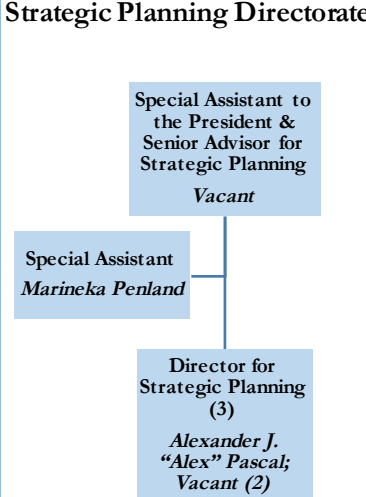 Strategic Planning Directorate
Special Assistant to
the President &
Senior Advisor for
Strategic Planning
Vacant
Special Assistant
Marineka Penland
Director for
Strategic Planning
(3)
Alexander J.
“Alex” Pascal;
Vacant (2)